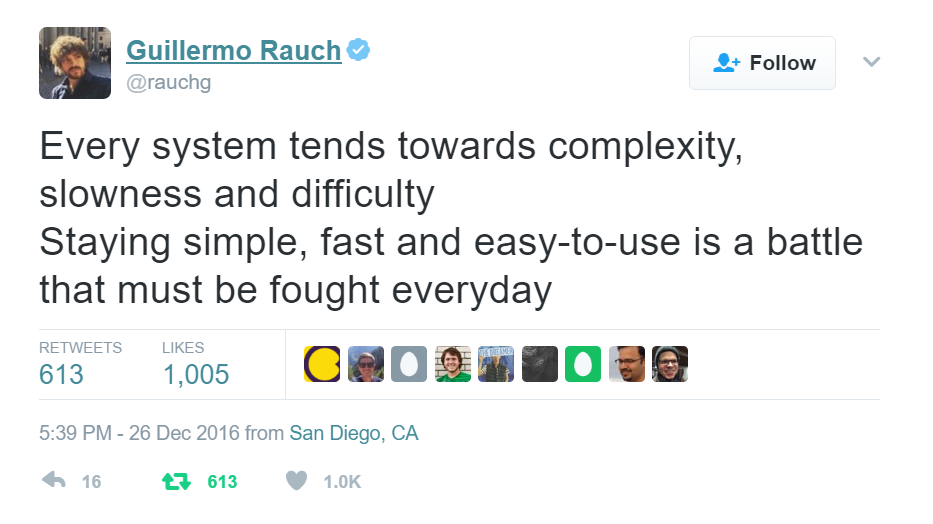 Guillermo Rauch
@rauchg
Follow
Every system tends towards complexity,
slowness and difficulty
Staying simple, fast and easy-to-use is a battle
that must be fought everyday
RETWEETS LIKES
613 1,005
5:39 PM - 26 Dec 2016 from San Diego, CA
16 613 1.0K